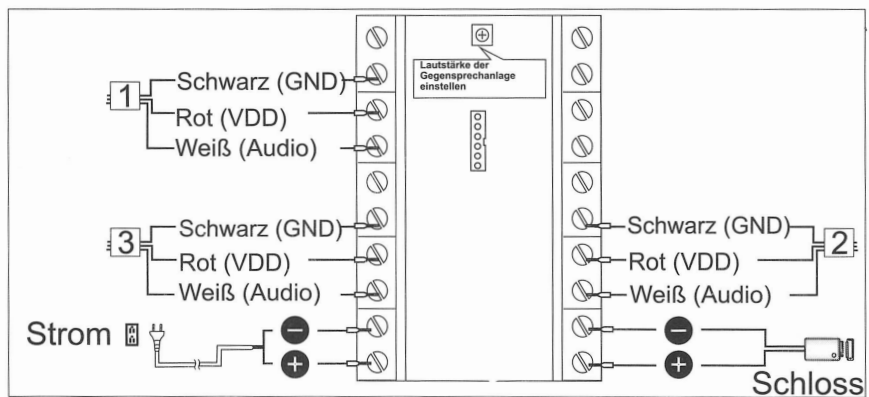 Lautstärke der
Gegensprechanlage
einstellen
1
Schwarz (GND)
Rot (VDD)
Weiß (Audio)
3
Schwarz (GND)
Rot (VDD)
Weiß (Audio)
Schwarz (GND)
Rot (VDD)
Weiß (Audio)
2
Strom
−
+
−
+
Schloss